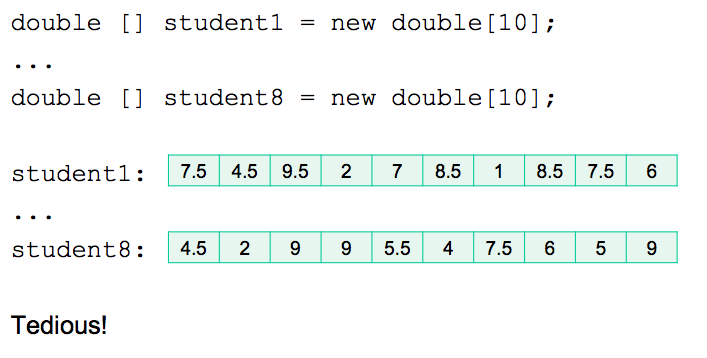 double [] student1 = new double[10];
...
double [] student8 = new double[10];
student1: 7.5 4.5 9.5 2 7 8.5 1 8.5 7.5 6
...
student8: 4.5 2 9 9 5.5 4 7.5 6 5 9
Tedious!